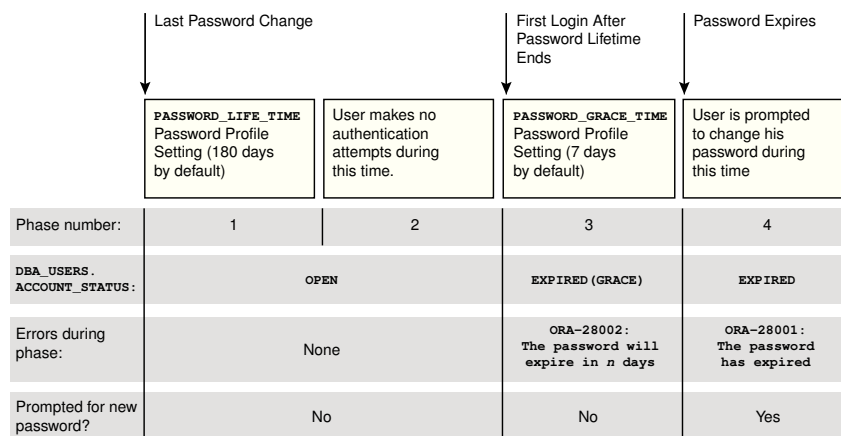 Last Password Change
First Login After
Password Lifetime
Ends
Password Expires
PASSWORD_LIFE_TIME
Password Profile
Setting (180 days
by default)
User makes no
authentication
attempts during
this time.
PASSWORD_GRACE_TIME
Password Profile
Setting (7 days
by default)
User is prompted
to change his
password during
this time
Phase number:
1
2
3
4
DBA_USERS.
ACCOUNT_STATUS:
OPEN
EXPIRED(GRACE)
EXPIRED
Errors during
phase:
None
ORA-28002:
The password will
expire in n days
ORA-28001:
The password
has expired
Prompted for new
password?
No
No
Yes